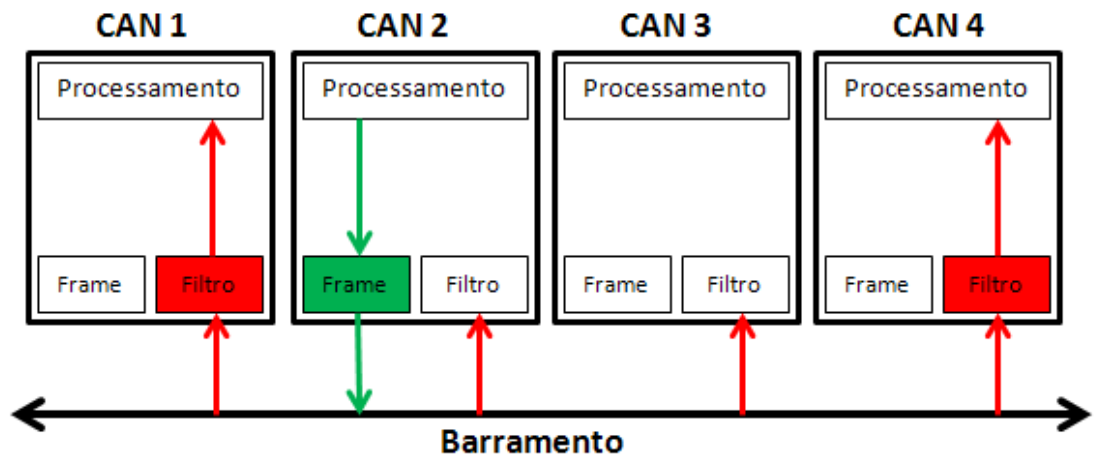 CAN 1 CAN 2 CAN 3 CAN 4
Processamento Processamento Processamento Processamento
Frame Filtro Frame Filtro Frame Filtro Frame Filtro
Barramento